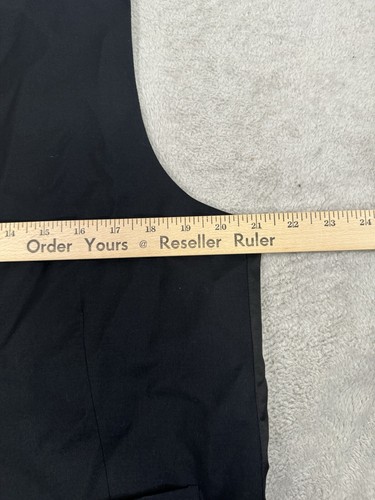 14 15 16 17 18 19 20 21 22 23 24
Order Yours @ Reseller Ruler